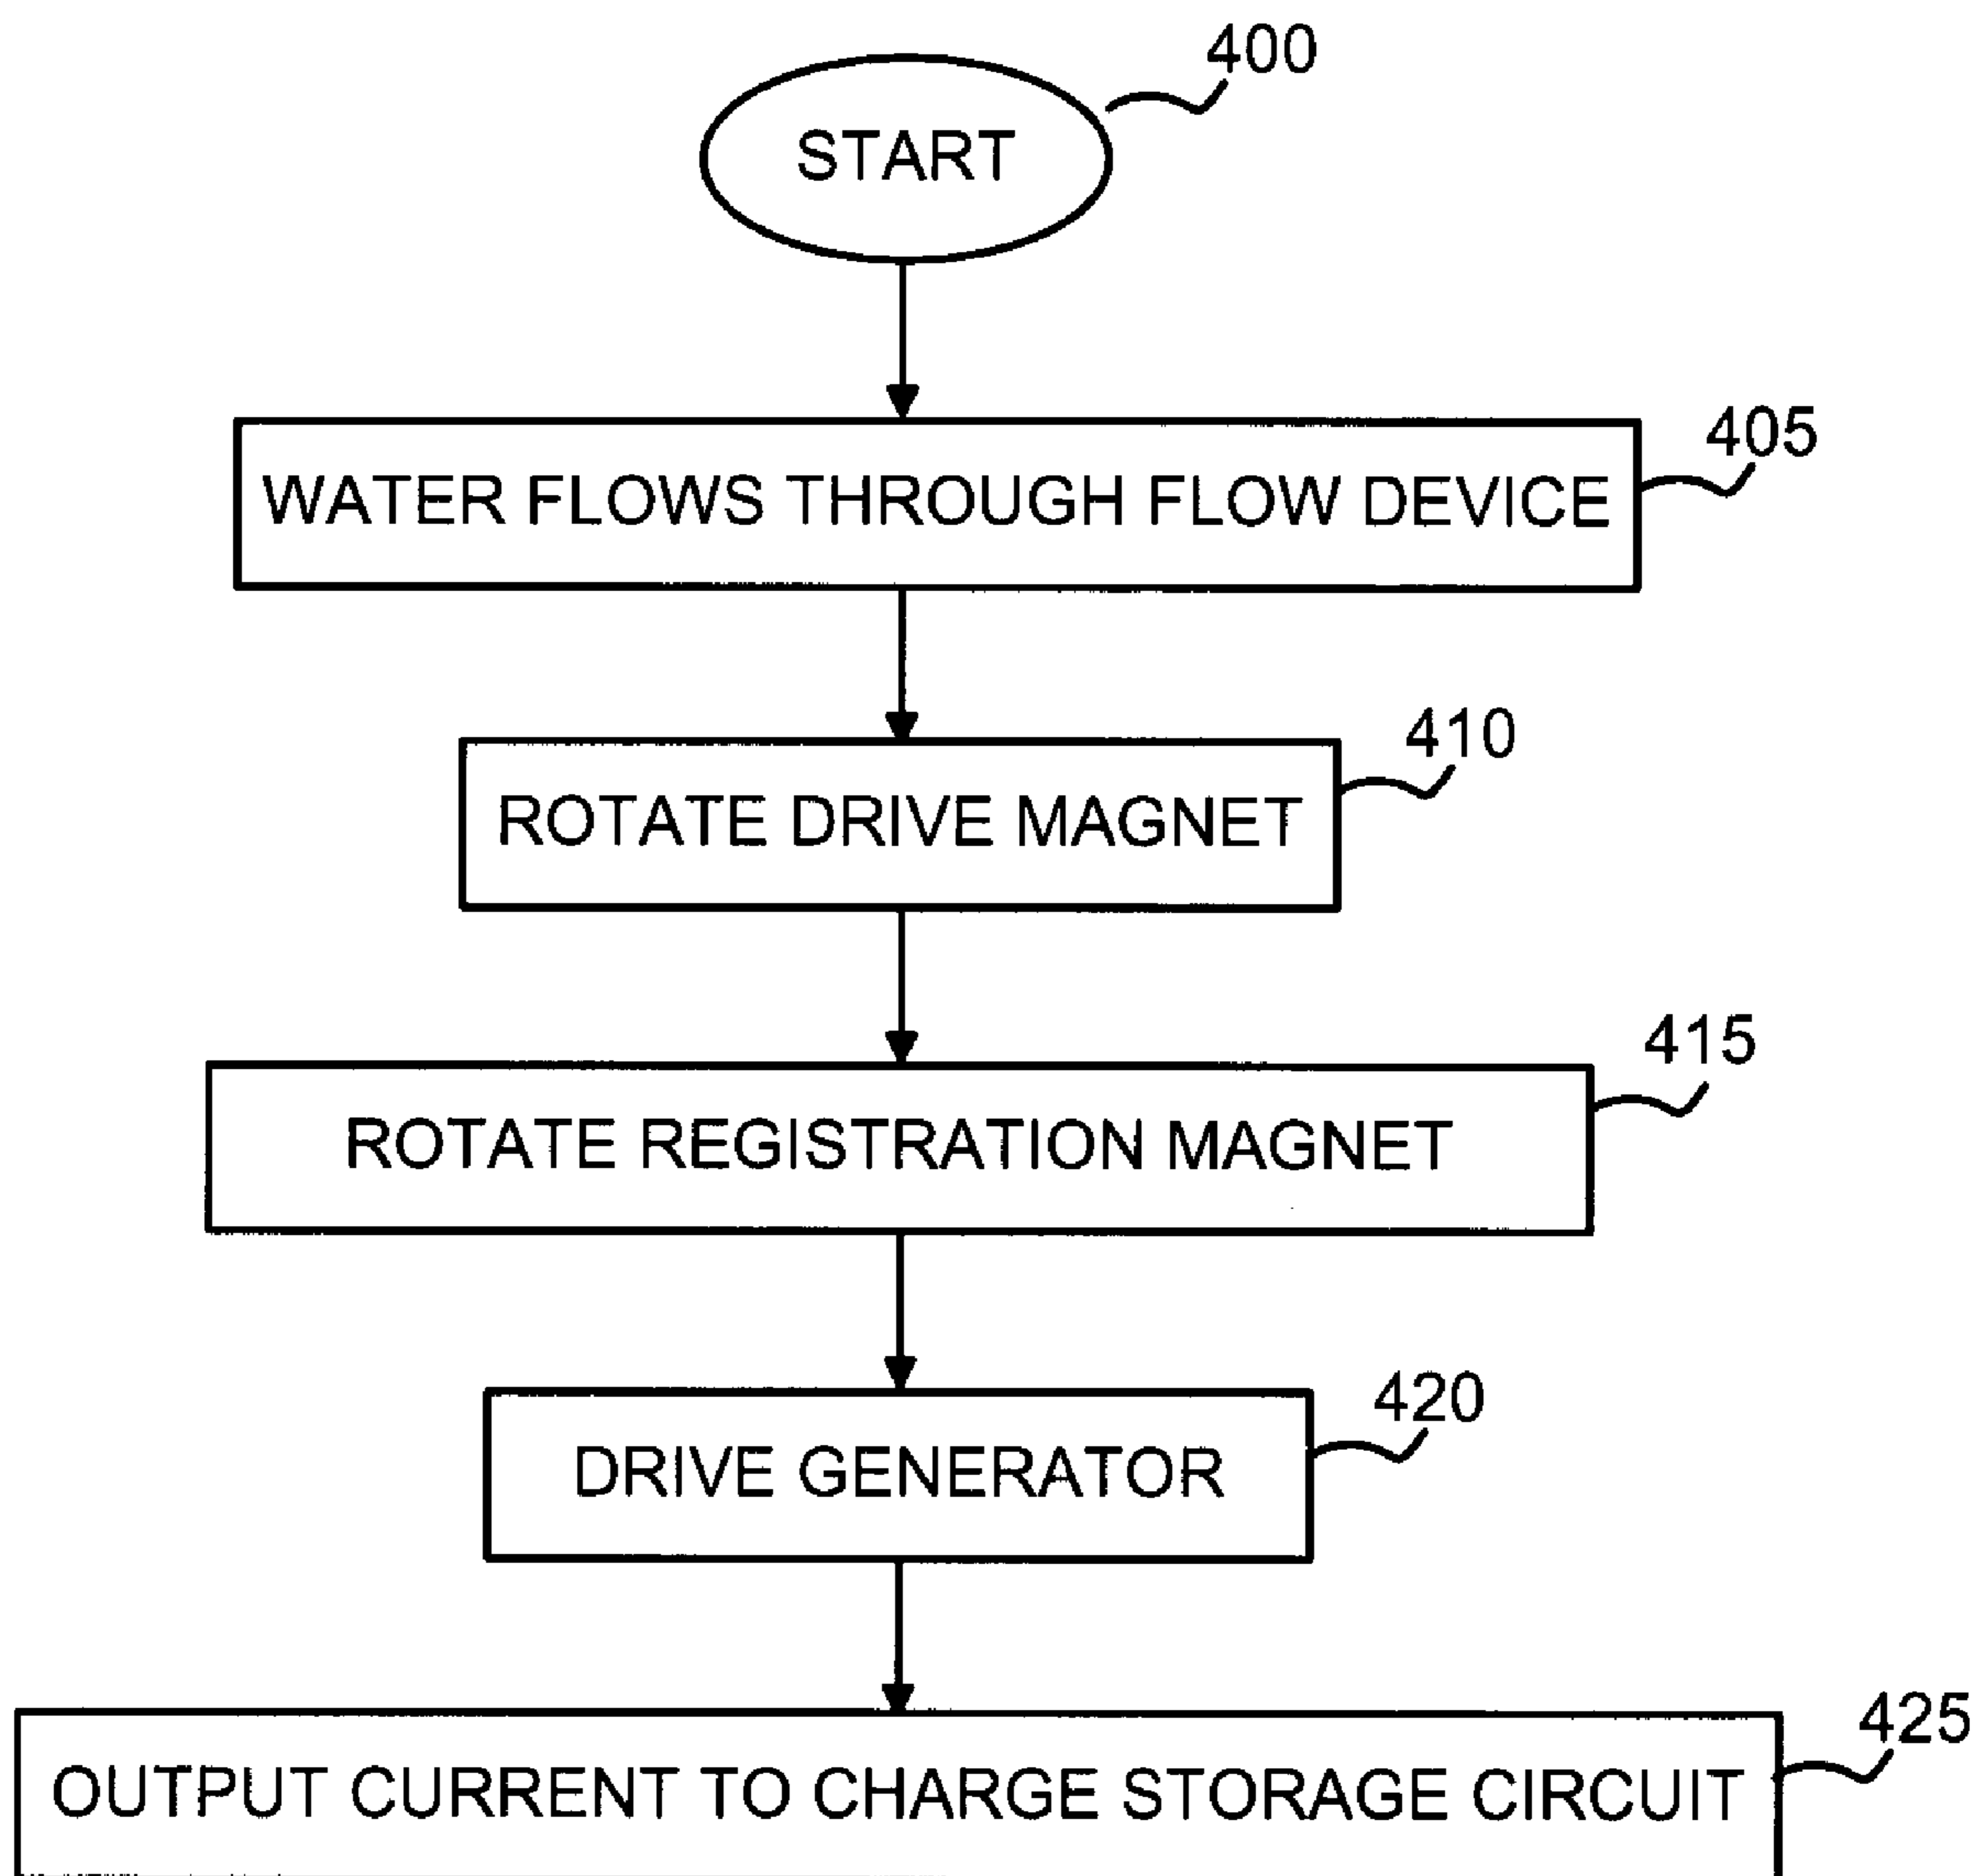 400
START
405
WATER FLOWS THROUGH FLOW DEVICE
410
ROTATE DRIVE MAGNET
415
ROTATE REGISTRATION MAGNET
420
DRIVE GENERATOR
425
OUTPUT CURRENT TO CHARGE STORAGE CIRCUIT